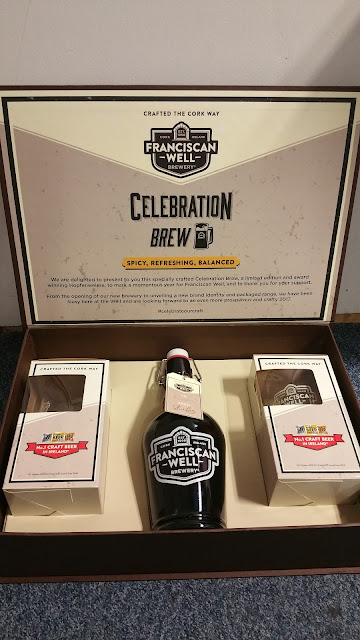 CRAFTED THE CORK WAY
CORK IRELAND
FRANCISCAN
WELL
BREWERY
CELEBRATION
BREW
SPICY, REFRESHING, BALANCED
We are delighted to present to you this specially crafted Celebration Brew, a limited edition and award
winning Hopfenweisse, to mark a momentous year for Franciscan Well, and to thank you for your support.
From the opening of our new Brewery to unveiling a new brand identity and packaged range, we have been
busy here at the Well and are looking forward to an even more progressive and crafty 2017.
#celebratecorkcraft
CRAFTED THE CORK WAY
No.1 CRAFT BEER
IN IRELAND*
FRANCISCAN
WELL
BREWERY
CRAFTED THE CORK WAY
No.1 CRAFT BEER
IN IRELAND*